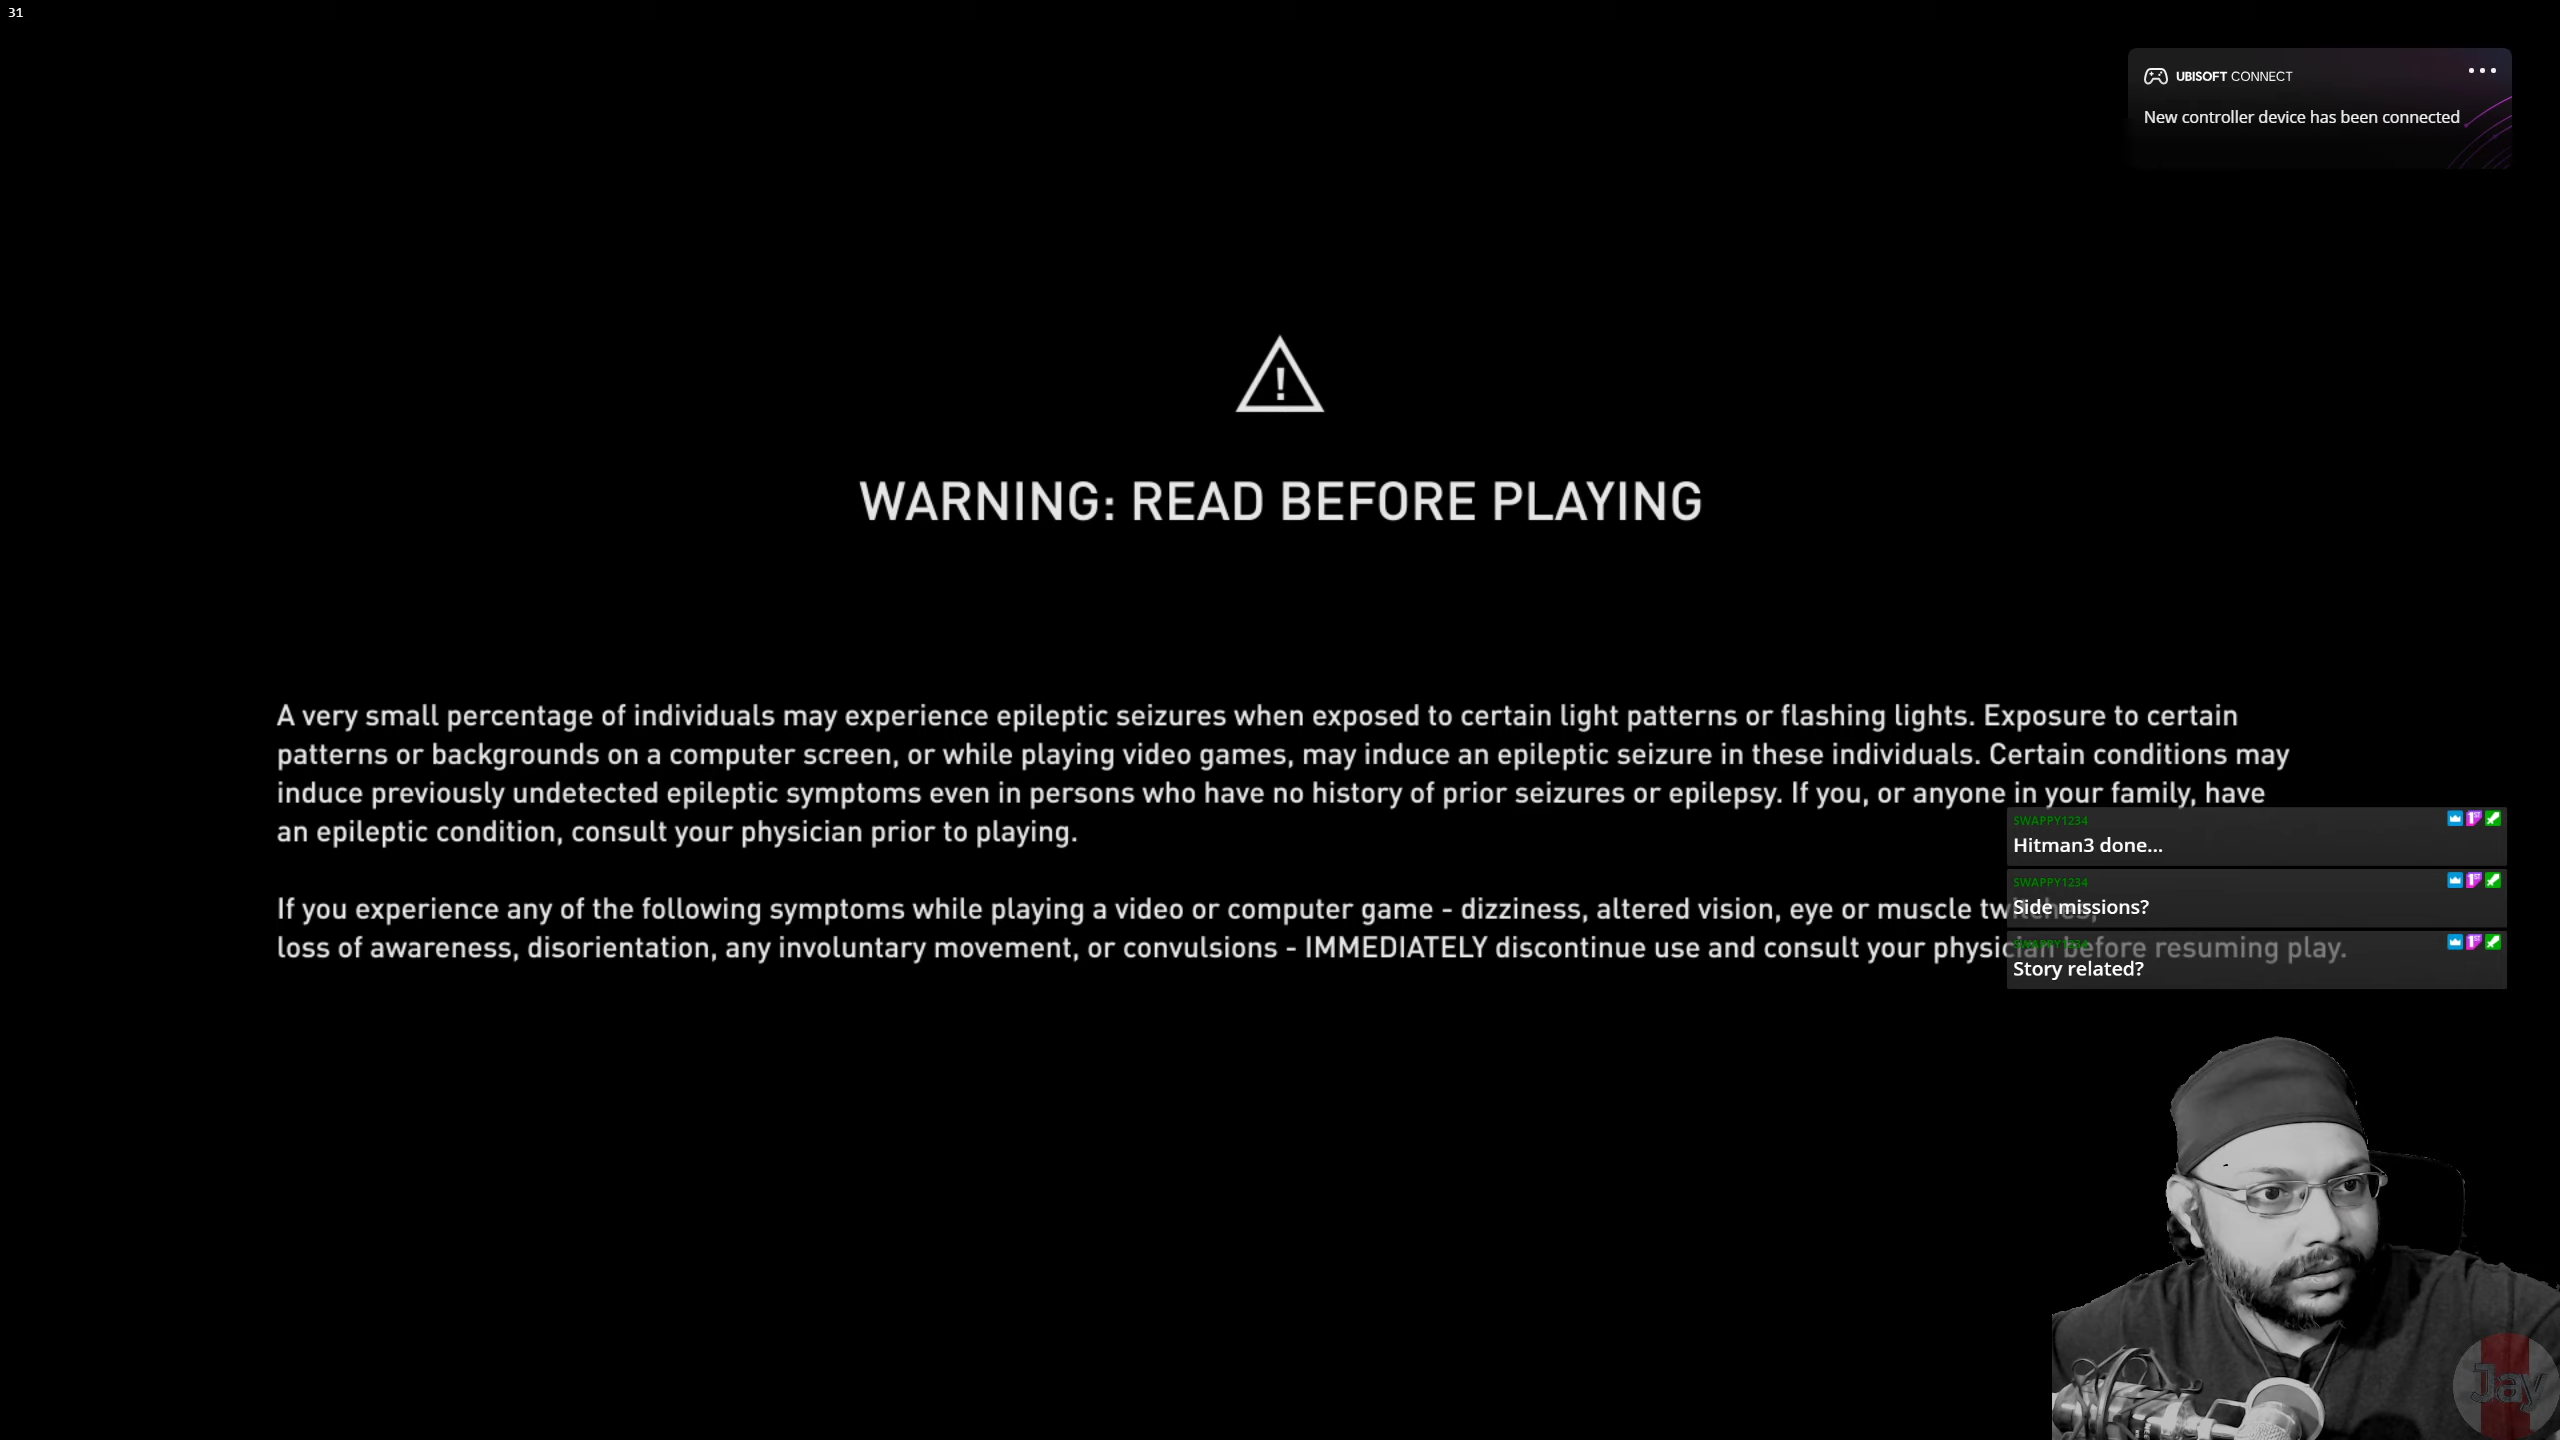 31
UBISOFT CONNECT
New controller device has been connected
!
WARNING: READ BEFORE PLAYING
A very small percentage of individuals may experience epileptic seizures when exposed to certain light patterns or flashing lights. Exposure to certain
patterns or backgrounds on a computer screen, or while playing video games, may induce an epileptic seizure in these individuals. Certain conditions may
induce previously undetected epileptic symptoms even in persons who have no history of prior seizures or epilepsy. If you, or anyone in your family, have
an epileptic condition, consult your physician prior to playing.
If you experience any of the following symptoms while playing a video or computer game - dizziness, altered vision, eye or muscle twitches,
loss of awareness, disorientation, any involuntary movement, or convulsions - IMMEDIATELY discontinue use and consult your physician before resuming play.
SWAPPY1234
Hitman3 done...
SWAPPY1234
Side missions?
SWAPPY1234
Story related?
Jay